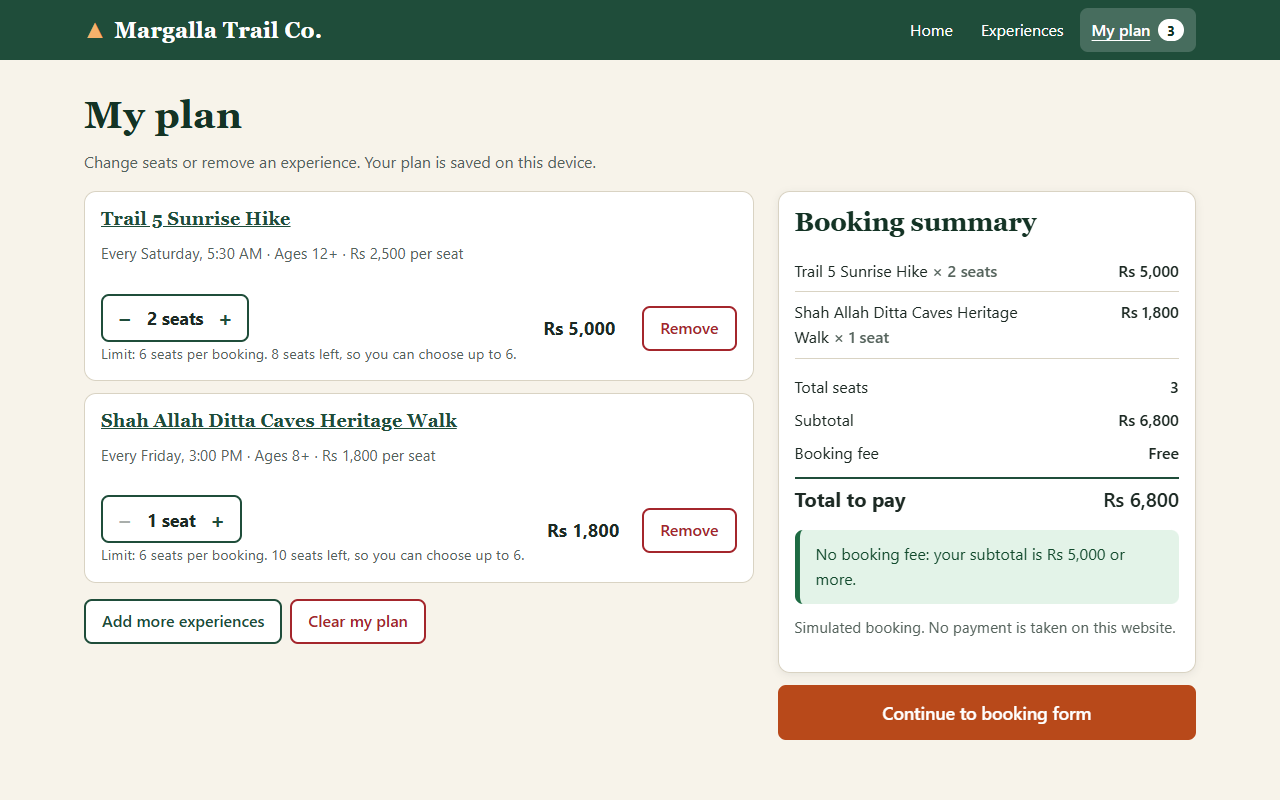 ▲ Margalla Trail Co.
Home
Experiences
My plan 3
My plan
Change seats or remove an experience. Your plan is saved on this device.
Trail 5 Sunrise Hike
Every Saturday, 5:30 AM · Ages 12+ · Rs 2,500 per seat
− 2 seats +
Limit: 6 seats per booking. 8 seats left, so you can choose up to 6.
Rs 5,000
Remove
Shah Allah Ditta Caves Heritage Walk
Every Friday, 3:00 PM · Ages 8+ · Rs 1,800 per seat
− 1 seat +
Limit: 6 seats per booking. 10 seats left, so you can choose up to 6.
Rs 1,800
Remove
Add more experiences
Clear my plan
Booking summary
Trail 5 Sunrise Hike × 2 seats Rs 5,000
Shah Allah Ditta Caves Heritage Rs 1,800
Walk × 1 seat
Total seats 3
Subtotal Rs 6,800
Booking fee Free
Total to pay Rs 6,800
No booking fee: your subtotal is Rs 5,000 or
more.
Simulated booking. No payment is taken on this website.
Continue to booking form